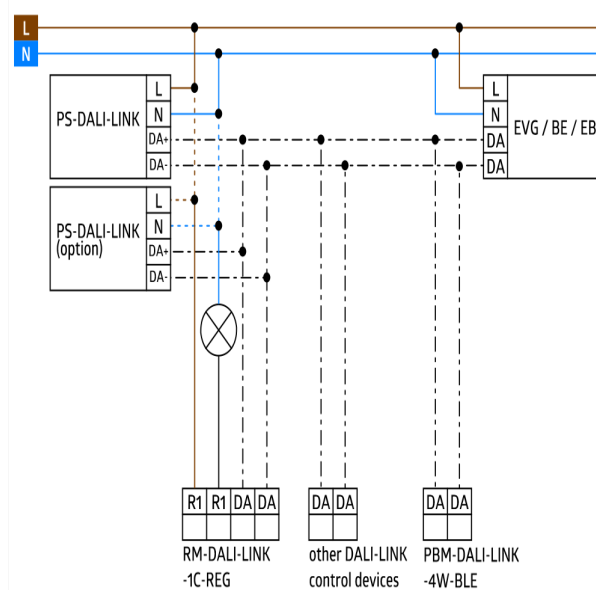 L
N
PS-DALI-LINK
L
N
DA+
DA-
L
N
DA
DA
EVG / BE / EB
PS-DALI-LINK
(option)
L
N
DA+
DA-
R1 R1 DA DA
DA DA
DA DA
RM-DALI-LINK
-1C-REG
other DALI-LINK
control devices
PBM-DALI-LINK
-4W-BLE